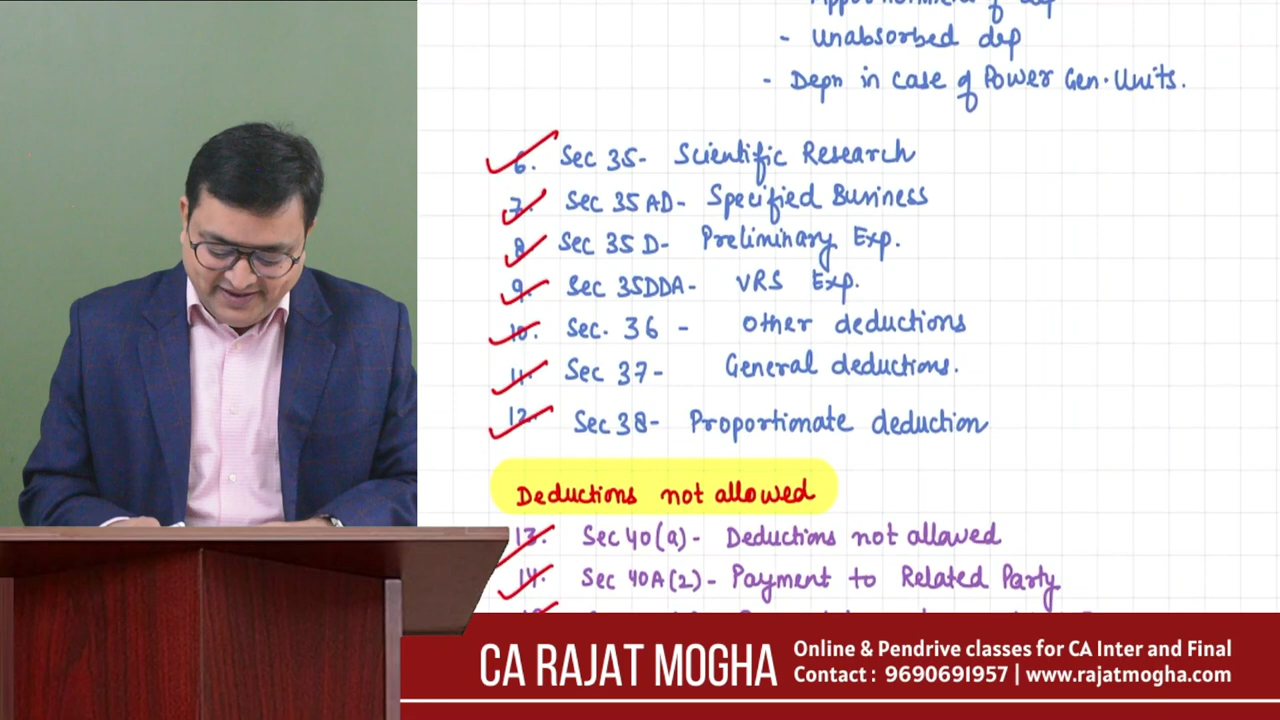 - Unabsorbed dep
- Depn in case of Power Gen. Units.
6. Sec 35- Scientific Research
7. Sec 35 AD- Specified Business
8. Sec 35 D- Preliminary Exp.
9. Sec 35DDA- VRS Exp.
10. Sec. 36 - Other deductions
11. Sec 37- General deductions.
12. Sec 38- Proportionate deduction
Deductions not allowed
13. Sec 40(a)- Deductions not allowed
14. Sec 40A(2)- Payment to Related Party
CA RAJAT MOGHA
Online & Pendrive classes for CA Inter and Final
Contact : 9690691957 | www.rajatmogha.com